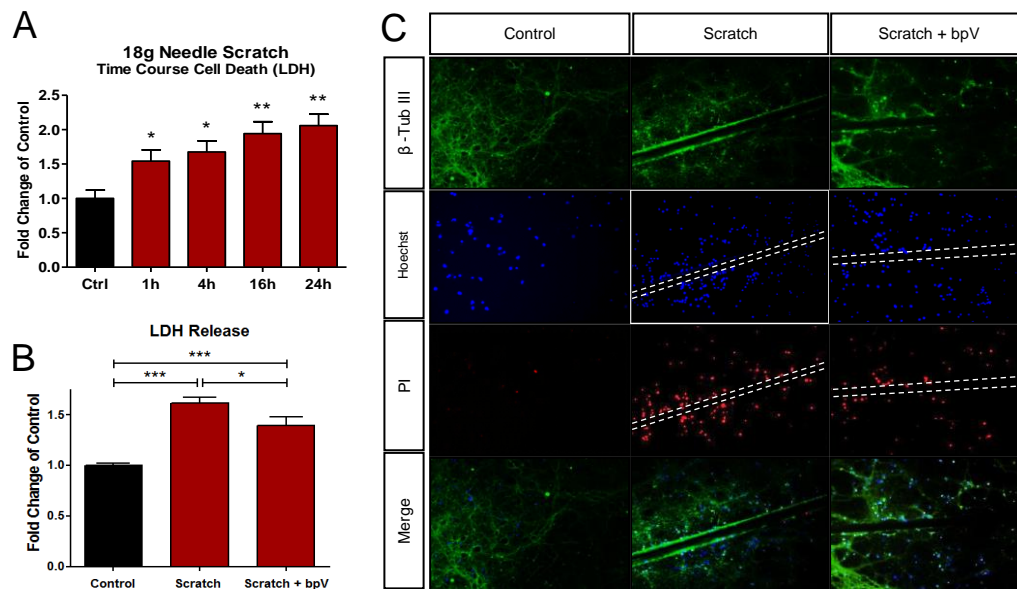 A
18g Needle Scratch
Time Course Cell Death (LDH)
Fold Change of Control
2.5
2.0
1.5
1.0
0.5
0.0
*
*
**
**
Ctrl 1h 4h 16h 24h
B
LDH Release
Fold Change of Control
***
***
*
1.5
1.0
0.5
0.0
Control Scratch Scratch + bpV
C
Control Scratch Scratch + bpV
β -Tub III
Hoechst
PI
Merge